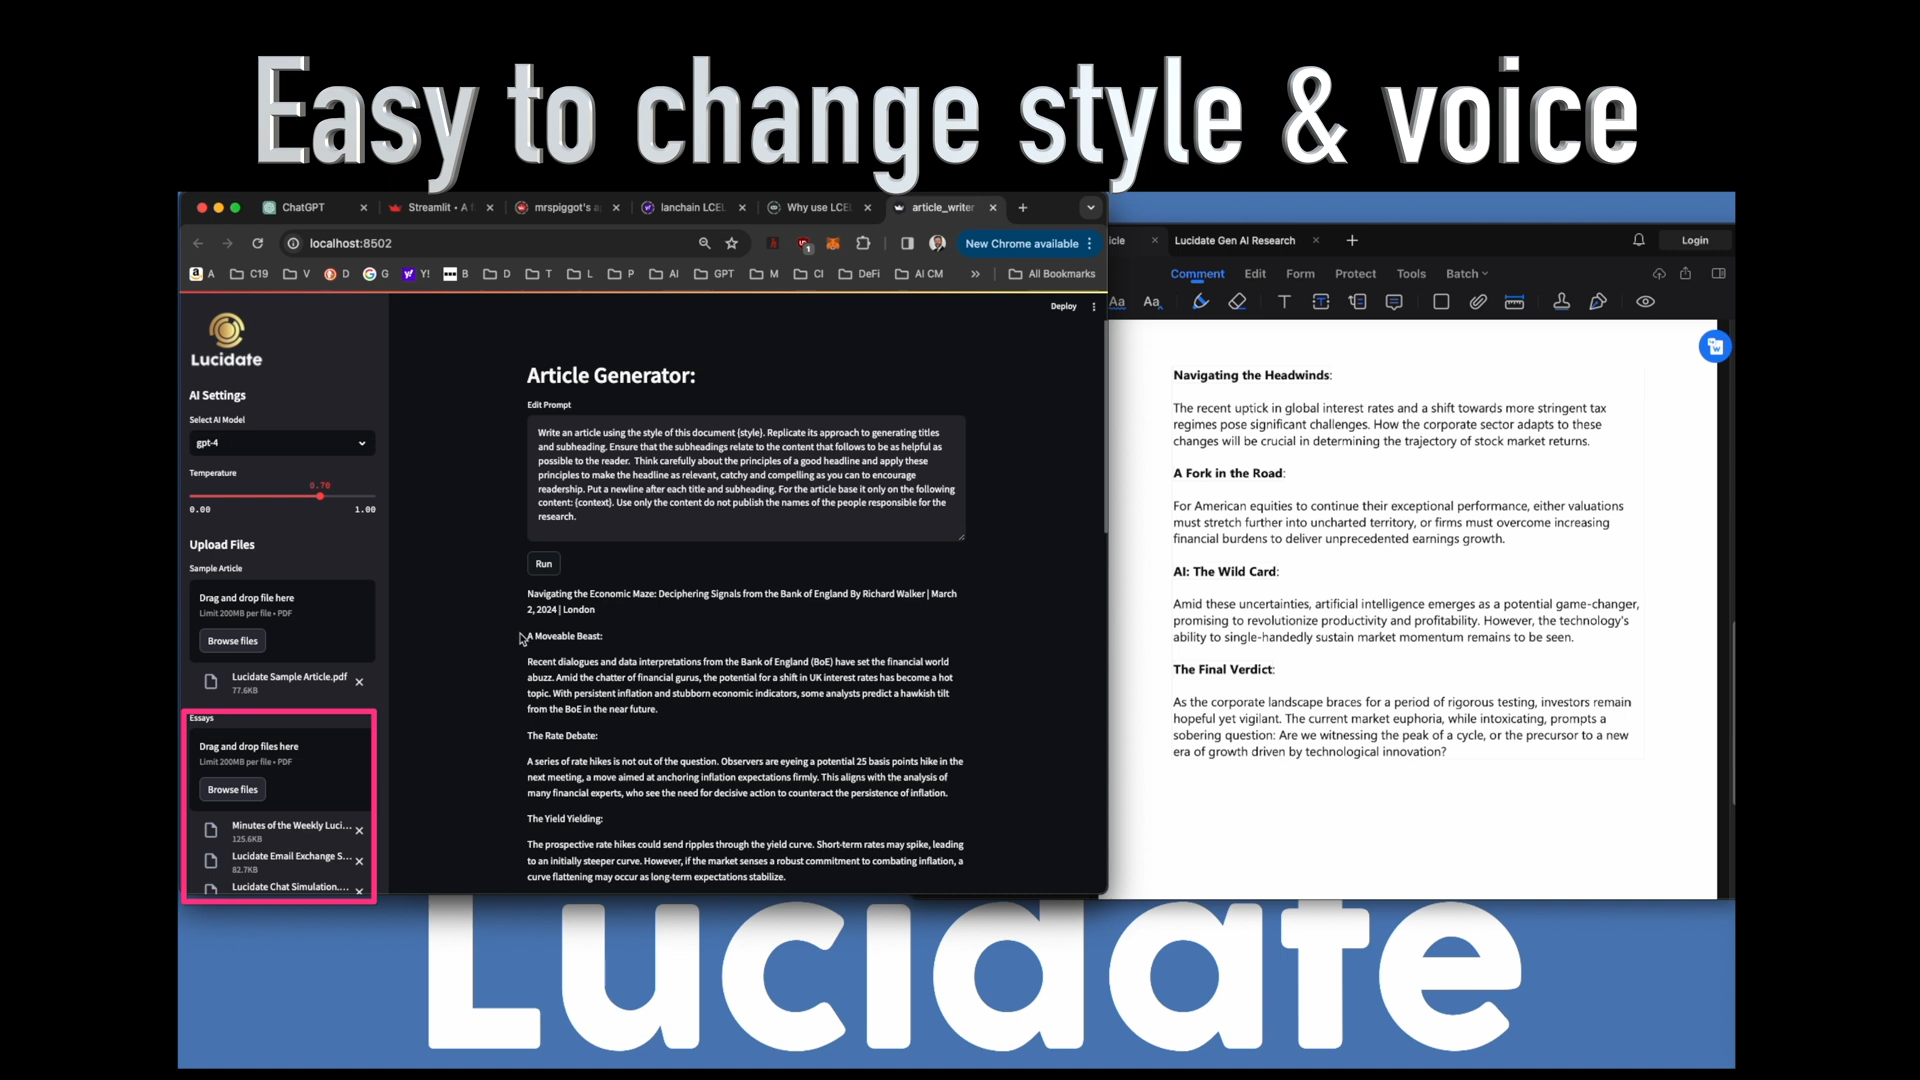 Easy to change style & voice
ChatGPT
Streamlit • A f
mrspiggot's a
lanchain LCEL
Why use LCEL
article_writer
localhost:8502
New Chrome available
A
C19
V
D
G
Y!
B
D
T
L
P
AI
GPT
M
CI
DeFi
AI CM
»
All Bookmarks
Lucidate
AI Settings
Select AI Model
gpt-4
Temperature
0.70
0.00
1.00
Upload Files
Sample Article
Drag and drop file here
Limit 200MB per file • PDF
Browse files
Lucidate Sample Article.pdf
77.6KB
Essays
Drag and drop files here
Limit 200MB per file • PDF
Browse files
Minutes of the Weekly Luci...
125.6KB
Lucidate Email Exchange S...
82.7KB
Lucidate Chat Simulation....
Deploy
Article Generator:
Edit Prompt
Write an article using the style of this document {style}. Replicate its approach to generating titles
and subheading. Ensure that the subheadings relate to the content that follows to be as helpful as
possible to the reader. Think carefully about the principles of a good headline and apply these
principles to make the headline as relevant, catchy and compelling as you can to encourage
readership. Put a newline after each title and subheading. For the article base it only on the following
content: {context}. Use only the content do not publish the names of the people responsible for the
research.
Run
Navigating the Economic Maze: Deciphering Signals from the Bank of England By Richard Walker | March
2, 2024 | London
A Moveable Beast:
Recent dialogues and data interpretations from the Bank of England (BoE) have set the financial world
abuzz. Amid the chatter of financial gurus, the potential for a shift in UK interest rates has become a hot
topic. With persistent inflation and stubborn economic indicators, some analysts predict a hawkish tilt
from the BoE in the near future.
The Rate Debate:
A series of rate hikes is not out of the question. Observers are eyeing a potential 25 basis points hike in the
next meeting, a move aimed at anchoring inflation expectations firmly. This aligns with the analysis of
many financial experts, who see the need for decisive action to counteract the persistence of inflation.
The Yield Yielding:
The prospective rate hikes could send ripples through the yield curve. Short-term rates may spike, leading
to an initially steeper curve. However, if the market senses a robust commitment to combating inflation, a
curve flattening may occur as long-term expectations stabilize.
icle
Lucidate Gen AI Research
Login
Comment
Edit
Form
Protect
Tools
Batch
Navigating the Headwinds:
The recent uptick in global interest rates and a shift towards more stringent tax
regimes pose significant challenges. How the corporate sector adapts to these
changes will be crucial in determining the trajectory of stock market returns.
A Fork in the Road:
For American equities to continue their exceptional performance, either valuations
must stretch further into uncharted territory, or firms must overcome increasing
financial burdens to deliver unprecedented earnings growth.
AI: The Wild Card:
Amid these uncertainties, artificial intelligence emerges as a potential game-changer,
promising to revolutionize productivity and profitability. However, the technology's
ability to single-handedly sustain market momentum remains to be seen.
The Final Verdict:
As the corporate landscape braces for a period of rigorous testing, investors remain
hopeful yet vigilant. The current market euphoria, while intoxicating, prompts a
sobering question: Are we witnessing the peak of a cycle, or the precursor to a new
era of growth driven by technological innovation?
Lucidate